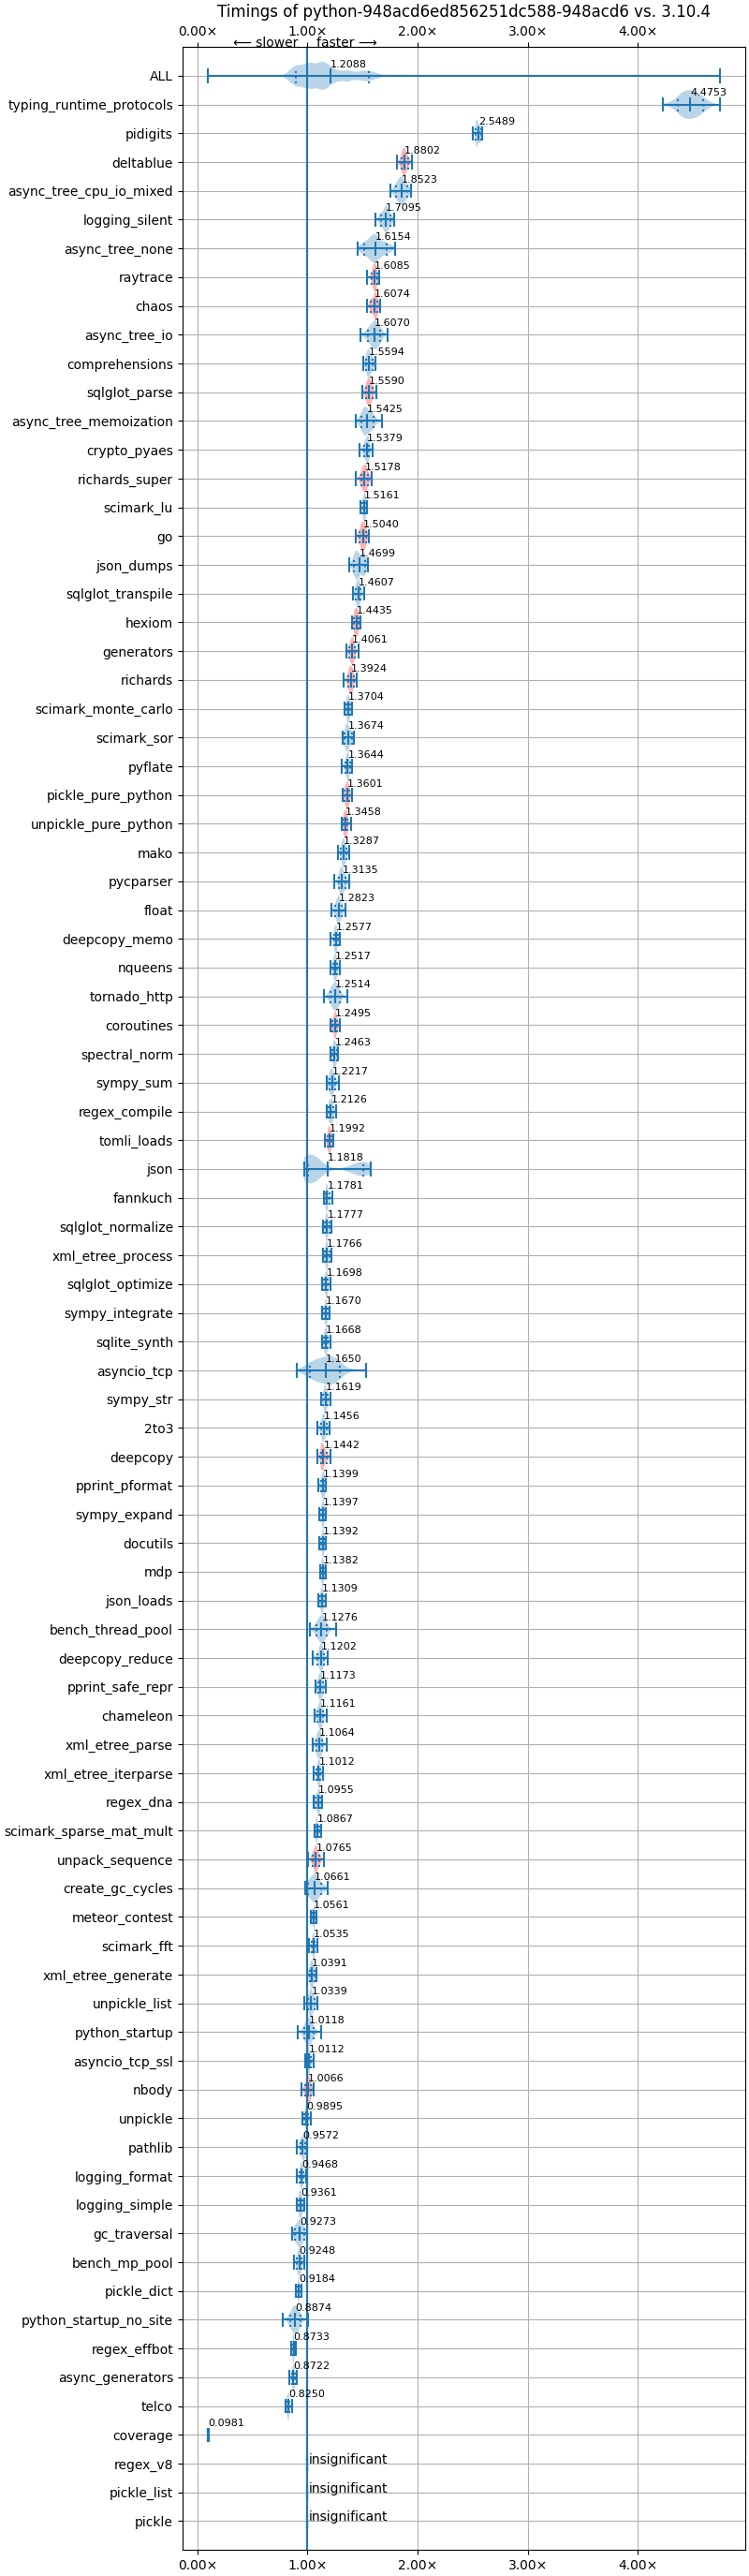 Timings of python-948acd6ed856251dc588-948acd6 vs. 3.10.4
0.00× 1.00× 2.00× 3.00× 4.00×
← slower faster →
ALL 1.2088
typing_runtime_protocols 4.4753
pidigits 2.5489
deltablue 1.8802
async_tree_cpu_io_mixed 1.8523
logging_silent 1.7095
async_tree_none 1.6154
raytrace 1.6085
chaos 1.6074
async_tree_io 1.6070
comprehensions 1.5594
sqlglot_parse 1.5590
async_tree_memoization 1.5425
crypto_pyaes 1.5379
richards_super 1.5178
scimark_lu 1.5161
go 1.5040
json_dumps 1.4699
sqlglot_transpile 1.4607
hexiom 1.4435
generators 1.4061
richards 1.3924
scimark_monte_carlo 1.3704
scimark_sor 1.3674
pyflate 1.3644
pickle_pure_python 1.3601
unpickle_pure_python 1.3458
mako 1.3287
pycparser 1.3135
float 1.2823
deepcopy_memo 1.2577
nqueens 1.2517
tornado_http 1.2514
coroutines 1.2495
spectral_norm 1.2463
sympy_sum 1.2217
regex_compile 1.2126
tomli_loads 1.1992
json 1.1818
fannkuch 1.1781
sqlglot_normalize 1.1777
xml_etree_process 1.1766
sqlglot_optimize 1.1698
sympy_integrate 1.1670
sqlite_synth 1.1668
asyncio_tcp 1.1650
sympy_str 1.1619
2to3 1.1456
deepcopy 1.1442
pprint_pformat 1.1399
sympy_expand 1.1397
docutils 1.1392
mdp 1.1382
json_loads 1.1309
bench_thread_pool 1.1276
deepcopy_reduce 1.1202
pprint_safe_repr 1.1173
chameleon 1.1161
xml_etree_parse 1.1064
xml_etree_iterparse 1.1012
regex_dna 1.0955
scimark_sparse_mat_mult 1.0867
unpack_sequence 1.0765
create_gc_cycles 1.0661
meteor_contest 1.0561
scimark_fft 1.0535
xml_etree_generate 1.0391
unpickle_list 1.0339
python_startup 1.0118
asyncio_tcp_ssl 1.0112
nbody 1.0066
unpickle 0.9895
pathlib 0.9572
logging_format 0.9468
logging_simple 0.9361
gc_traversal 0.9273
bench_mp_pool 0.9248
pickle_dict 0.9184
python_startup_no_site 0.8874
regex_effbot 0.8733
async_generators 0.8722
telco 0.8250
coverage 0.0981
regex_v8 insignificant
pickle_list insignificant
pickle insignificant
0.00× 1.00× 2.00× 3.00× 4.00×